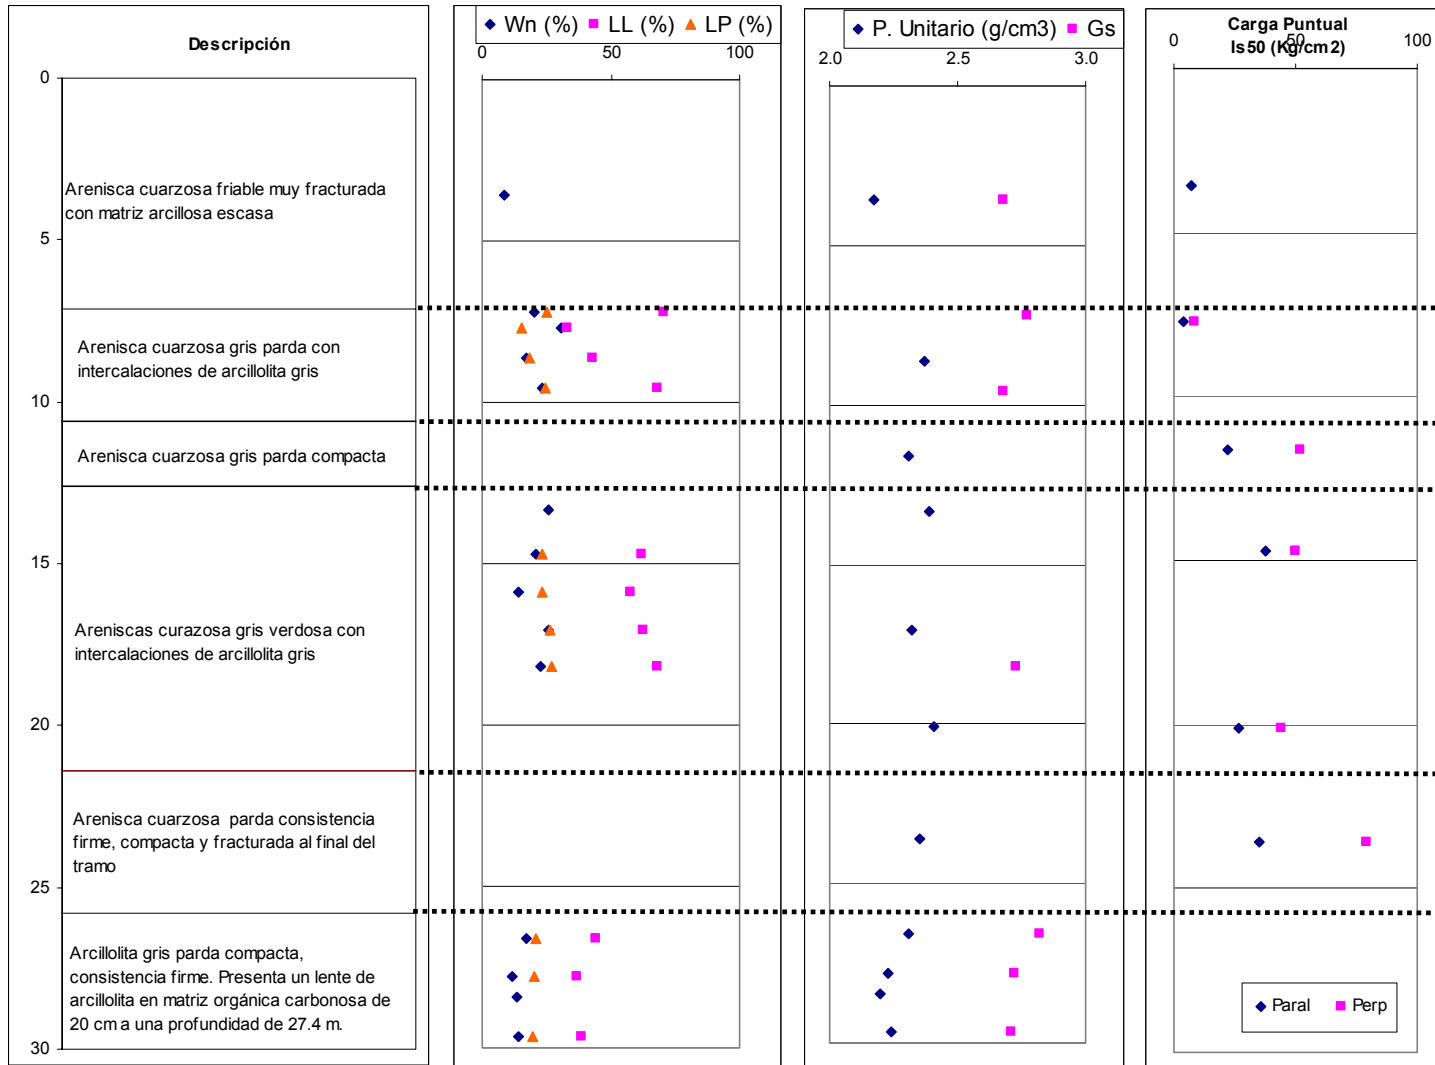 Descripción
0
5
10
15
20
25
30
Arenisca cuarzosa friable muy fracturada
con matriz arcillosa escasa
Arenisca cuarzosa gris parda con
intercalaciones de arcillolita gris
Arenisca cuarzosa gris parda compacta
Areniscas curazosa gris verdosa con
intercalaciones de arcillolita gris
Arenisca cuarzosa parda consistencia
firme, compacta y fracturada al final del
tramo
Arcillolita gris parda compacta,
consistencia firme. Presenta un lente de
arcillolita en matriz orgánica carbonosa de
20 cm a una profundidad de 27.4 m.
Wn (%) LL (%) LP (%)
0 50 100
P. Unitario (g/cm3) Gs
2.0 2.5 3.0
Carga Puntual
Is50 (Kg/cm2)
0 50 100
Paral Perp